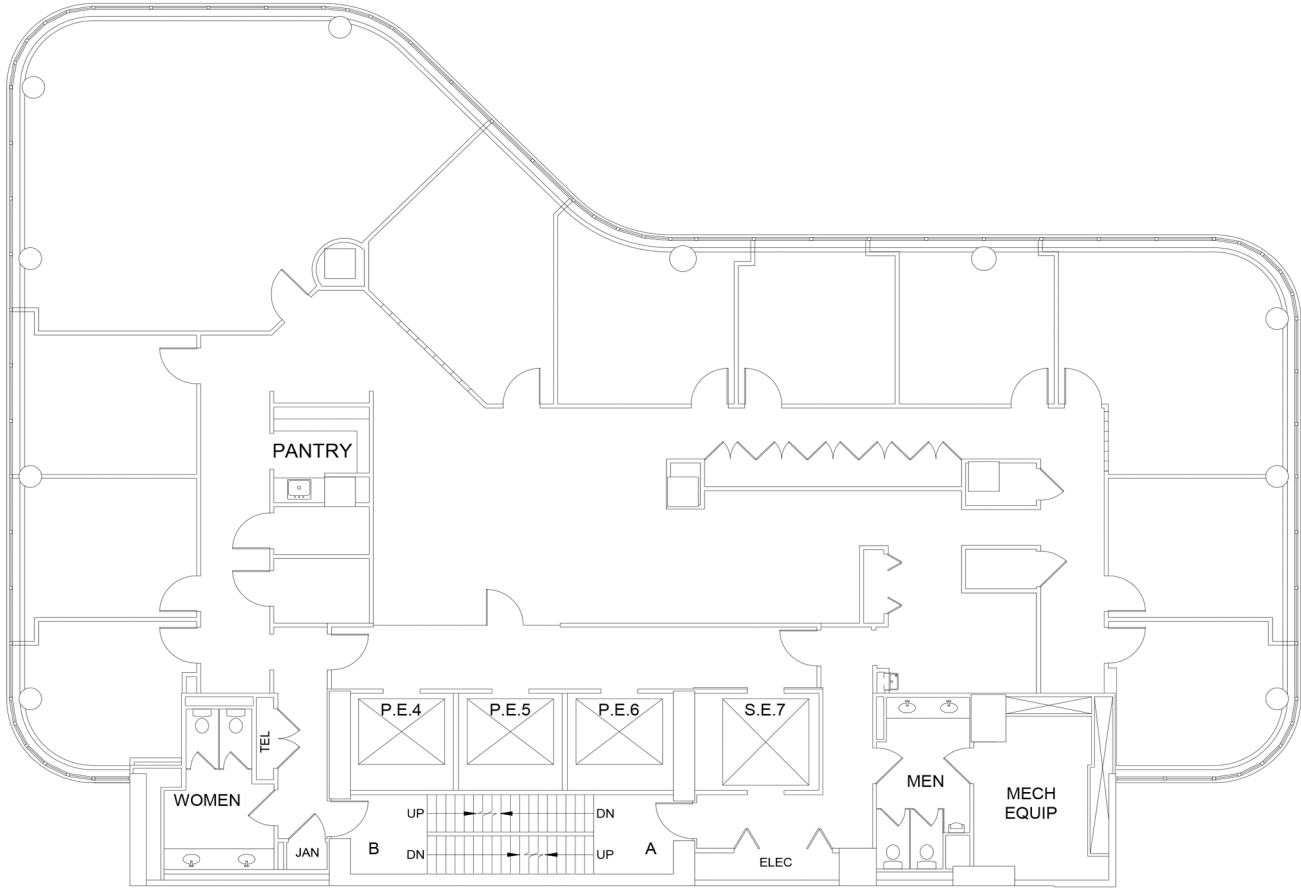 PANTRY
P.E.4
P.E.5
P.E.6
S.E.7
TEL
WOMEN
MEN
MECH
EQUIP
UP
DN
B
A
DN
UP
JAN
ELEC